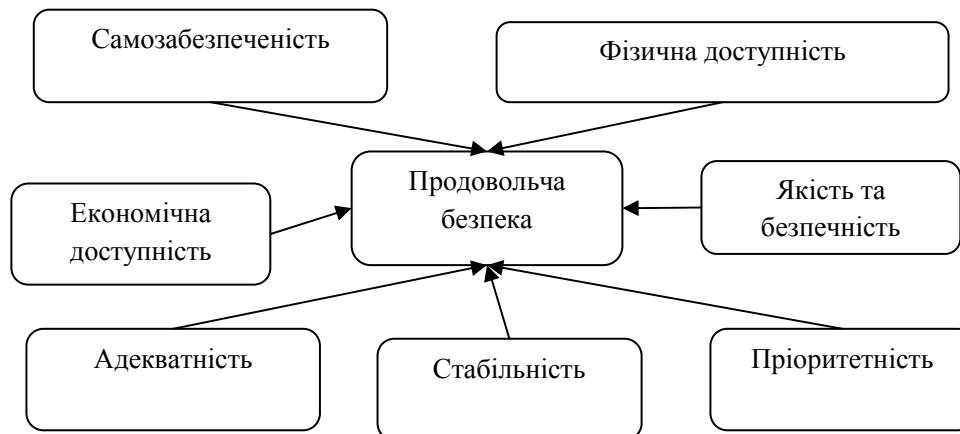 Самозабезпеченість
Фізична доступність
Продовольча
безпека
Економічна
доступність
Якість та
безпечність
Адекватність
Стабільність
Пріоритетність